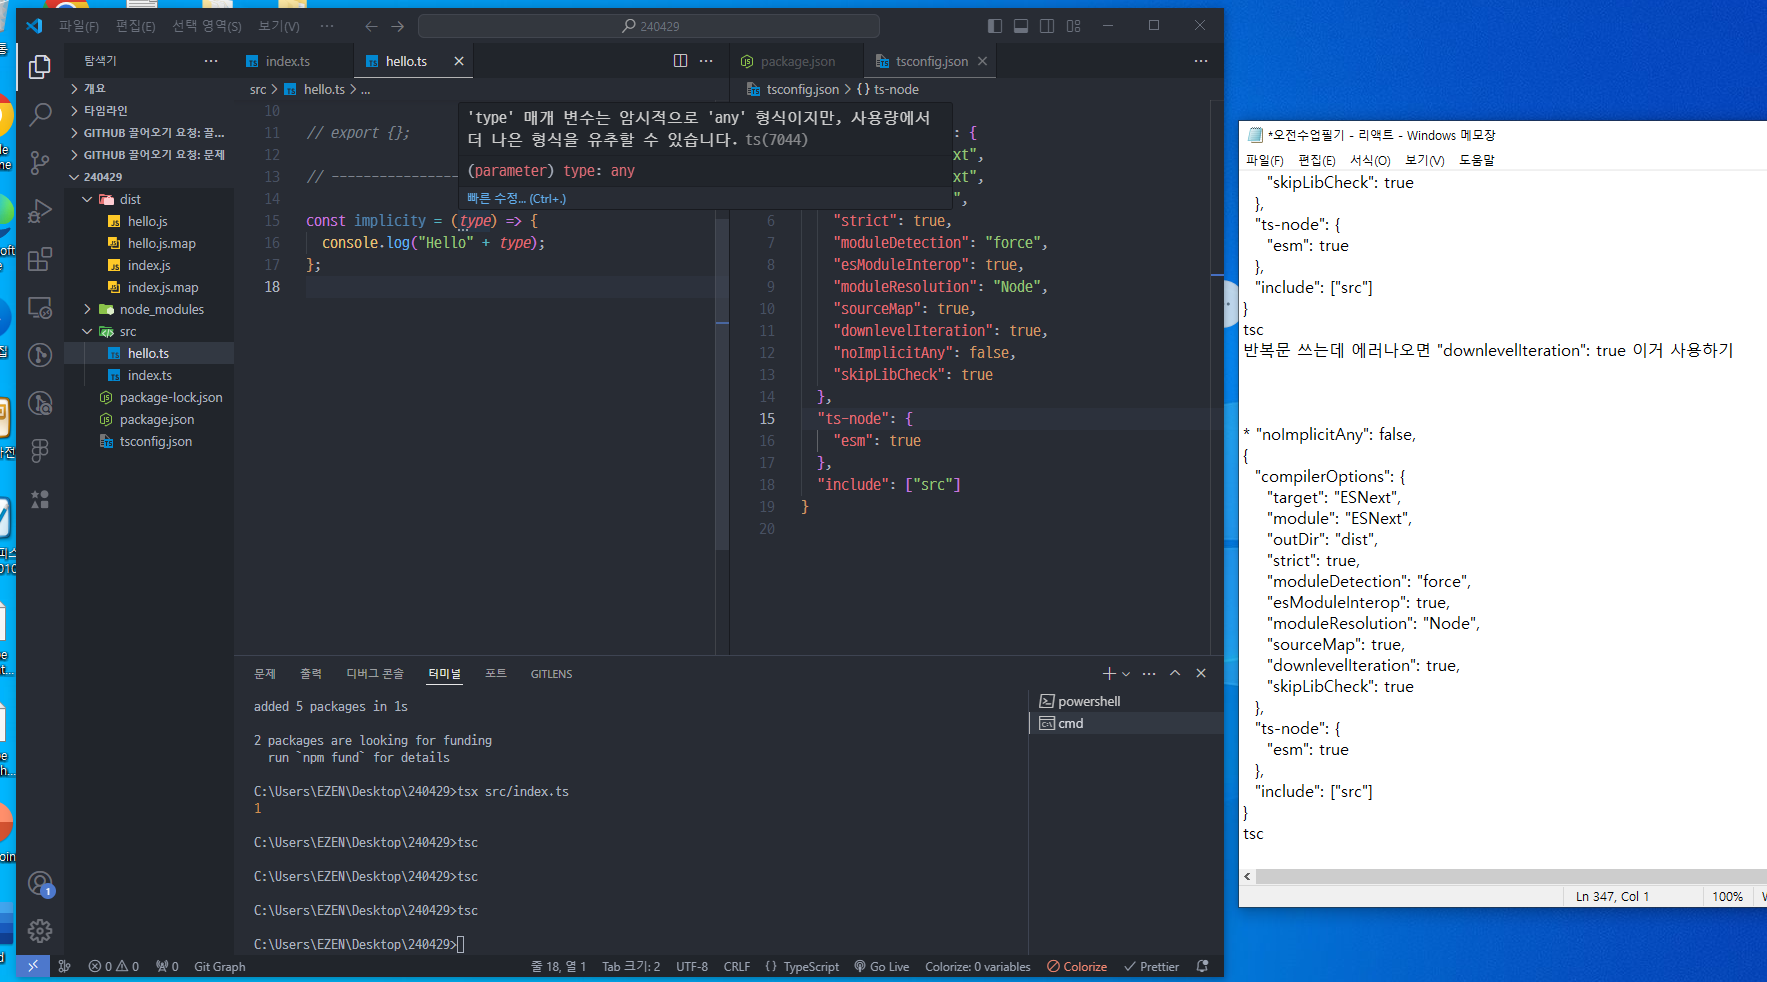 파일(F) 편집(E) 선택 영역(S) 보기(V) ··· 240429
탐색기 ···
개요
타임라인
GITHUB 끌어오기 요청: 끌...
GITHUB 끌어오기 요청: 문제
240429
dist
hello.js
hello.js.map
index.js
index.js.map
node_modules
src
hello.ts
index.ts
package-lock.json
package.json
tsconfig.json
index.ts hello.ts
src > hello.ts > ...
10
11 // export {};
12
13 // ----------------
14
15 const implicity = (type) => {
16 console.log("Hello" + type);
17 };
18
'type' 매개 변수는 암시적으로 'any' 형식이지만, 사용량에서
더 나은 형식을 유추할 수 있습니다. ts(7044)
(parameter) type: any
빠른 수정... (Ctrl+.)
package.json tsconfig.json
tsconfig.json > {} ts-node
: {
xt",
xt",
",
6 "strict": true,
7 "moduleDetection": "force",
8 "esModuleInterop": true,
9 "moduleResolution": "Node",
10 "sourceMap": true,
11 "downlevelIteration": true,
12 "noImplicitAny": false,
13 "skipLibCheck": true
14 },
15 "ts-node": {
16 "esm": true
17 },
18 "include": ["src"]
19 }
20
문제 출력 디버그 콘솔 터미널 포트 GITLENS
added 5 packages in 1s
2 packages are looking for funding
run `npm fund` for details
C:\Users\EZEN\Desktop\240429>tsx src/index.ts
1
C:\Users\EZEN\Desktop\240429>tsc
C:\Users\EZEN\Desktop\240429>tsc
C:\Users\EZEN\Desktop\240429>tsc
C:\Users\EZEN\Desktop\240429>
powershell
cmd
1
0 0 0 Git Graph 줄 18, 열 1 Tab 크기: 2 UTF-8 CRLF {} TypeScript Go Live Colorize: 0 variables Colorize Prettier
*오전수업필기 - 리액트 - Windows 메모장
파일(F) 편집(E) 서식(O) 보기(V) 도움말
"skipLibCheck": true
},
"ts-node": {
"esm": true
},
"include": ["src"]
}
tsc
반복문 쓰는데 에러나오면 "downlevelIteration": true 이거 사용하기
* "noImplicitAny": false,
{
"compilerOptions": {
"target": "ESNext",
"module": "ESNext",
"outDir": "dist",
"strict": true,
"moduleDetection": "force",
"esModuleInterop": true,
"moduleResolution": "Node",
"sourceMap": true,
"downlevelIteration": true,
"skipLibCheck": true
},
"ts-node": {
"esm": true
},
"include": ["src"]
}
tsc
Ln 347, Col 1 100%